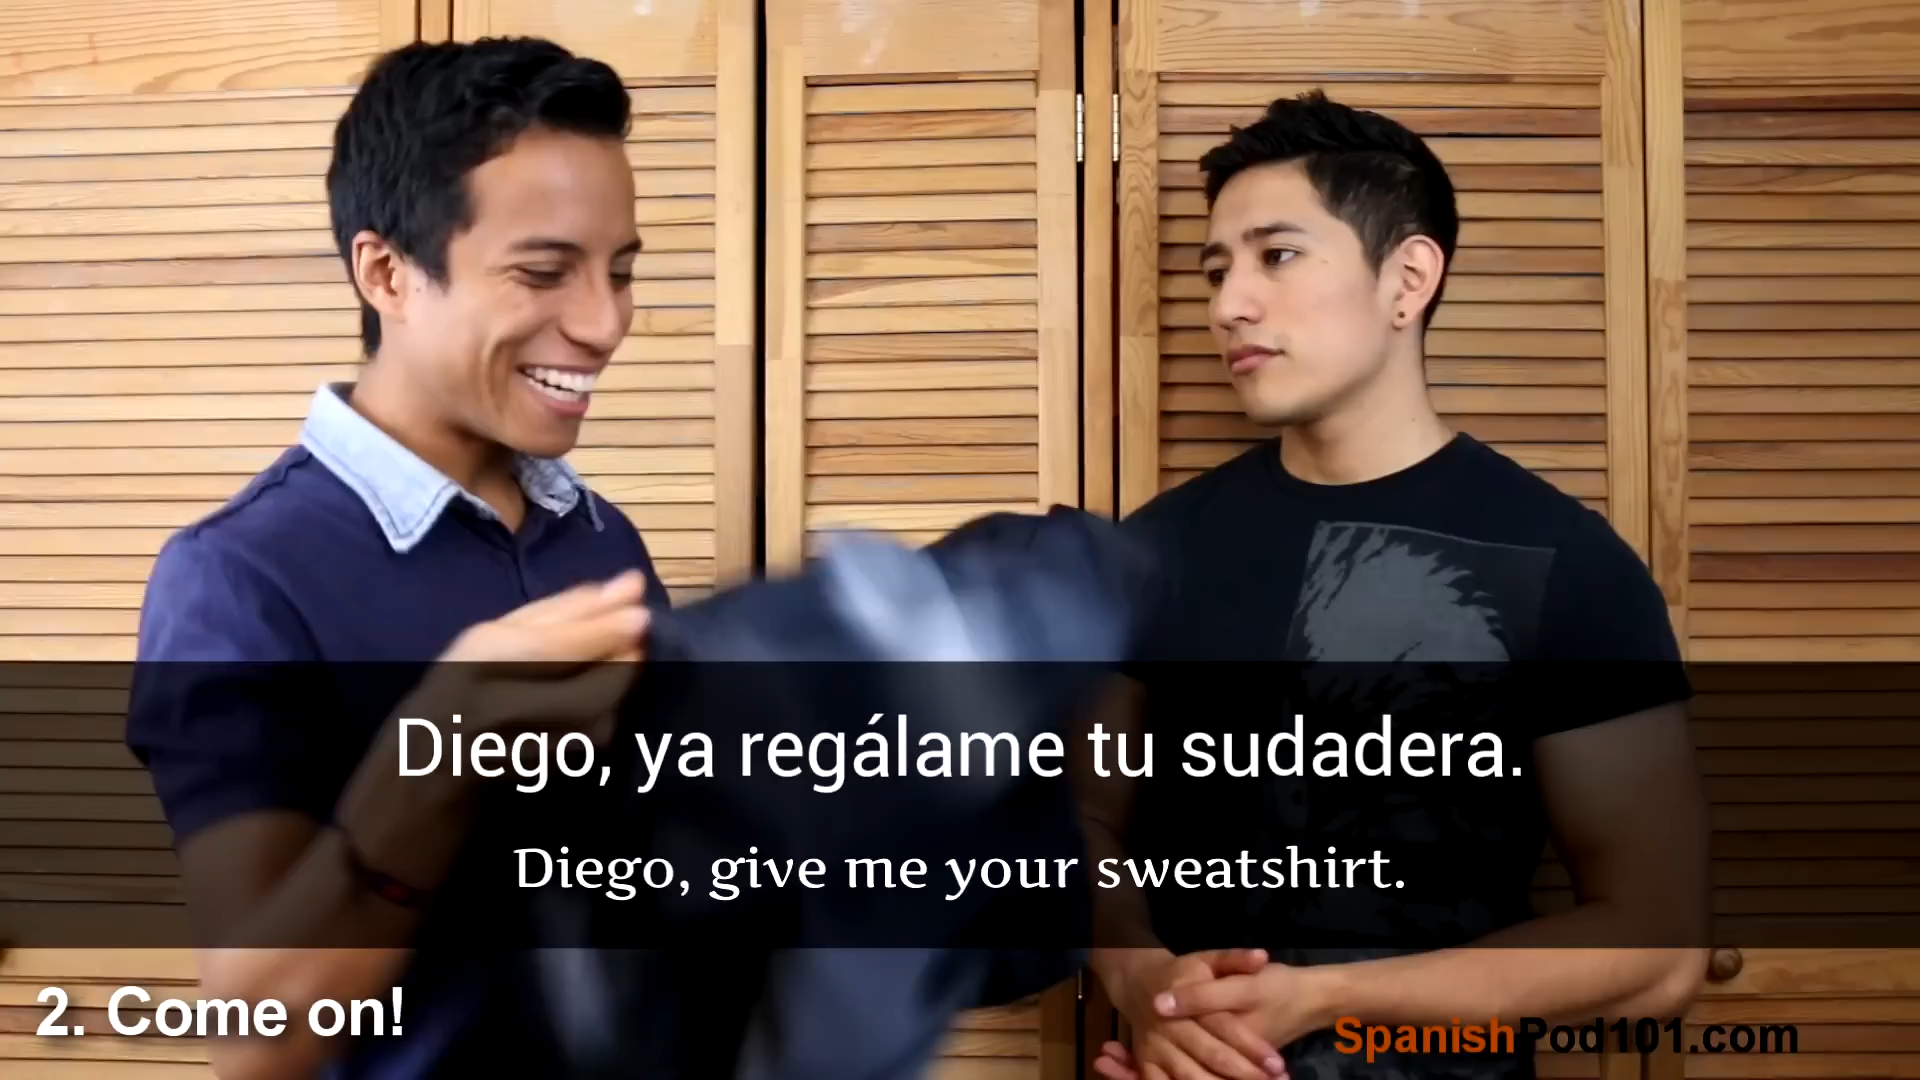 Diego, ya regálame tu sudadera.
Diego, give me your sweatshirt.
2. Come on!
SpanishPod101.com